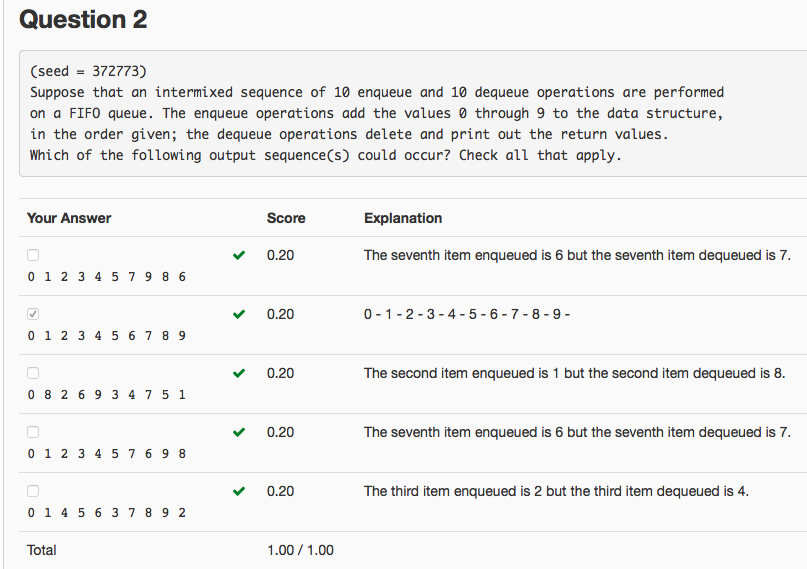 Question 2
(seed = 372773)
Suppose that an intermixed sequence of 10 enqueue and 10 dequeue operations are performed
on a FIFO queue. The enqueue operations add the values 0 through 9 to the data structure,
in the order given; the dequeue operations delete and print out the return values.
Which of the following output sequence(s) could occur? Check all that apply.
Your Answer Score Explanation
0.20 The seventh item enqueued is 6 but the seventh item dequeued is 7.
0 1 2 3 4 5 7 9 8 6
0.20 0 - 1 - 2 - 3 - 4 - 5 - 6 - 7 - 8 - 9 -
0 1 2 3 4 5 6 7 8 9
0.20 The second item enqueued is 1 but the second item dequeued is 8.
0 8 2 6 9 3 4 7 5 1
0.20 The seventh item enqueued is 6 but the seventh item dequeued is 7.
0 1 2 3 4 5 7 6 9 8
0.20 The third item enqueued is 2 but the third item dequeued is 4.
0 1 4 5 6 3 7 8 9 2
Total 1.00 / 1.00